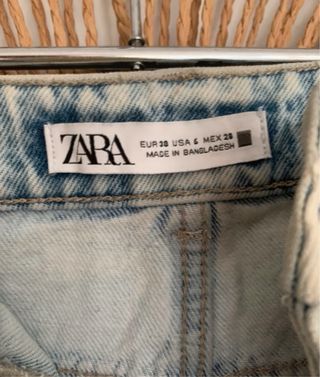 ZARA
EUR 38 USA 6 MEX 28
MADE IN BANGLADESH